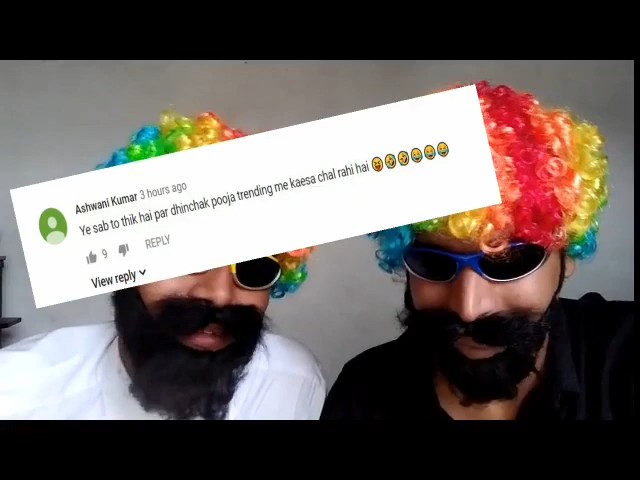 Ashwani Kumar 3 hours ago
Ye sab to thik hai par dhinchak pooja trending me kaesa chal rahi hai 😝🤣🤣😂😂😂
9 REPLY
View reply